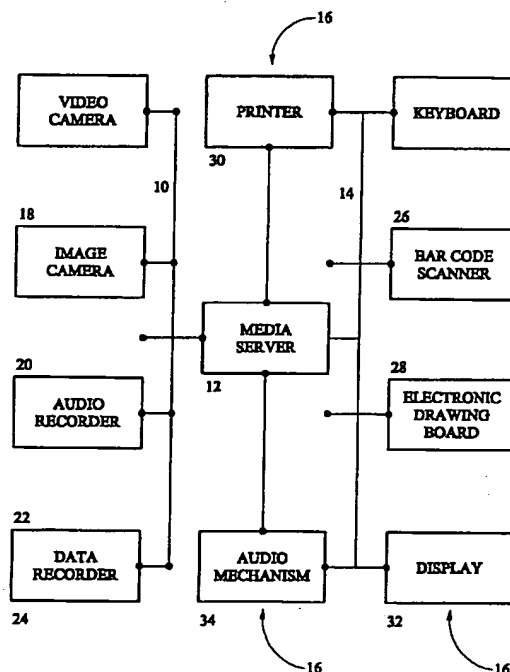 16
VIDEO
CAMERA
PRINTER
KEYBOARD
10
30
14
18
26
IMAGE
CAMERA
BAR CODE
SCANNER
MEDIA
SERVER
20
12
28
AUDIO
RECORDER
ELECTRONIC
DRAWING
BOARD
22
DATA
RECORDER
AUDIO
MECHANISM
DISPLAY
24
34
32
16
16